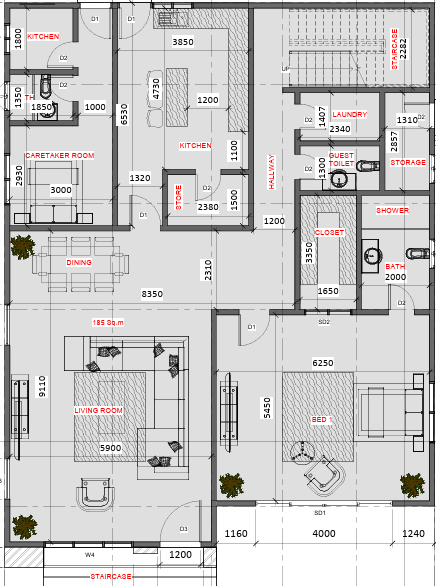 D1
D1
KITCHEN
1800
D2
3850
STAIRCASE
2282
UP
D2
1350
1850
1000
6530
4730
1200
D2
1407
LAUNDRY
2340
1310
D2
2857
KITCHEN
1100
CARETAKER ROOM
2930
3000
1320
HALLWAY
D2
1300
GUEST
TOILET
STORAGE
STORE
D2
2380
1500
D1
1200
SHOWER
CLOSET
3350
1650
BATH
2000
D2
DINING
2310
8350
185 Sq.m
D1
SD2
6250
9110
LIVING ROOM
5900
5450
BED 1
D3
SD1
W4
1200
1160
4000
1240
STAIRCASE